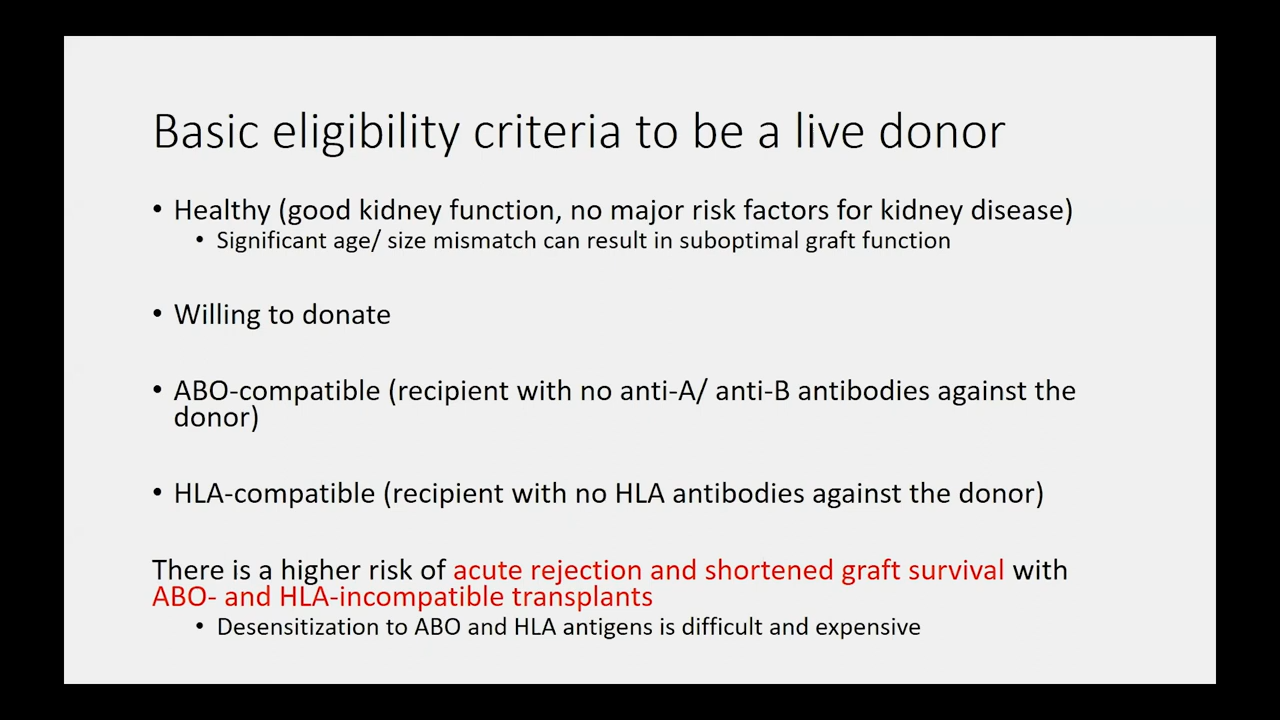 Basic eligibility criteria to be a live donor
• Healthy (good kidney function, no major risk factors for kidney disease)
• Significant age/ size mismatch can result in suboptimal graft function
• Willing to donate
• ABO-compatible (recipient with no anti-A/ anti-B antibodies against the
donor)
• HLA-compatible (recipient with no HLA antibodies against the donor)
There is a higher risk of acute rejection and shortened graft survival with
ABO- and HLA-incompatible transplants
• Desensitization to ABO and HLA antigens is difficult and expensive